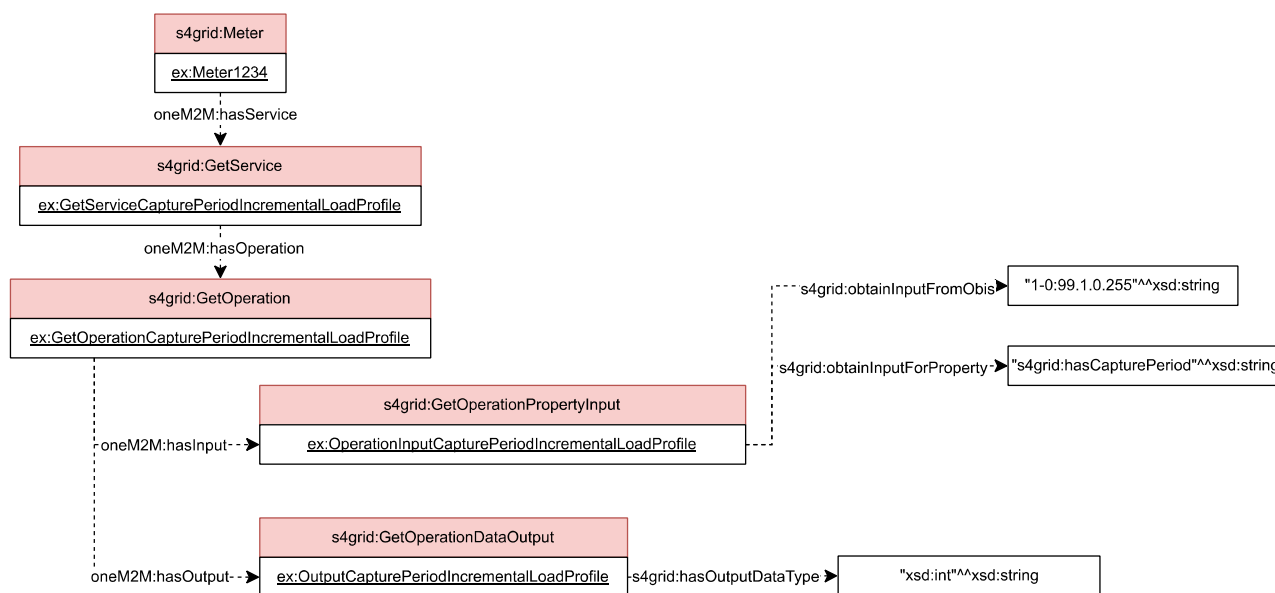 s4grid:Meter
ex:Meter1234
oneM2M:hasService
s4grid:GetService
ex:GetServiceCapturePeriodIncrementalLoadProfile
oneM2M:hasOperation
s4grid:GetOperation
ex:GetOperationCapturePeriodIncrementalLoadProfile
s4grid:obtainInputFromObis
"1-0:99.1.0.255"^^xsd:string
s4grid:obtainInputForProperty
"s4grid:hasCapturePeriod"^^xsd:string
s4grid:GetOperationPropertyInput
oneM2M:hasInput
ex:OperationInputCapturePeriodIncrementalLoadProfile
s4grid:GetOperationDataOutput
oneM2M:hasOutput
ex:OutputCapturePeriodIncrementalLoadProfile
s4grid:hasOutputDataType
"xsd:int"^^xsd:string